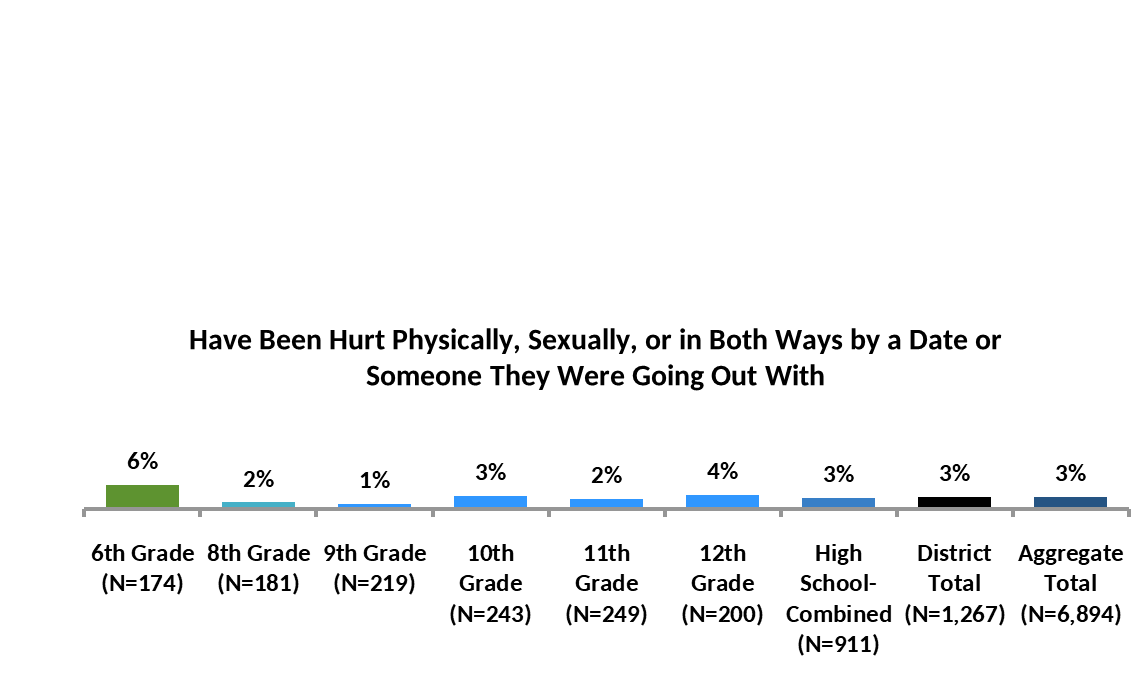 Have Been Hurt Physically, Sexually, or in Both Ways by a Date or
Someone They Were Going Out With
6%
2%
1%
3%
2%
4%
3%
3%
3%
6th Grade
(N=174)
8th Grade
(N=181)
9th Grade
(N=219)
10th
Grade
(N=243)
11th
Grade
(N=249)
12th
Grade
(N=200)
High
School-
Combined
(N=911)
District
Total
(N=1,267)
Aggregate
Total
(N=6,894)